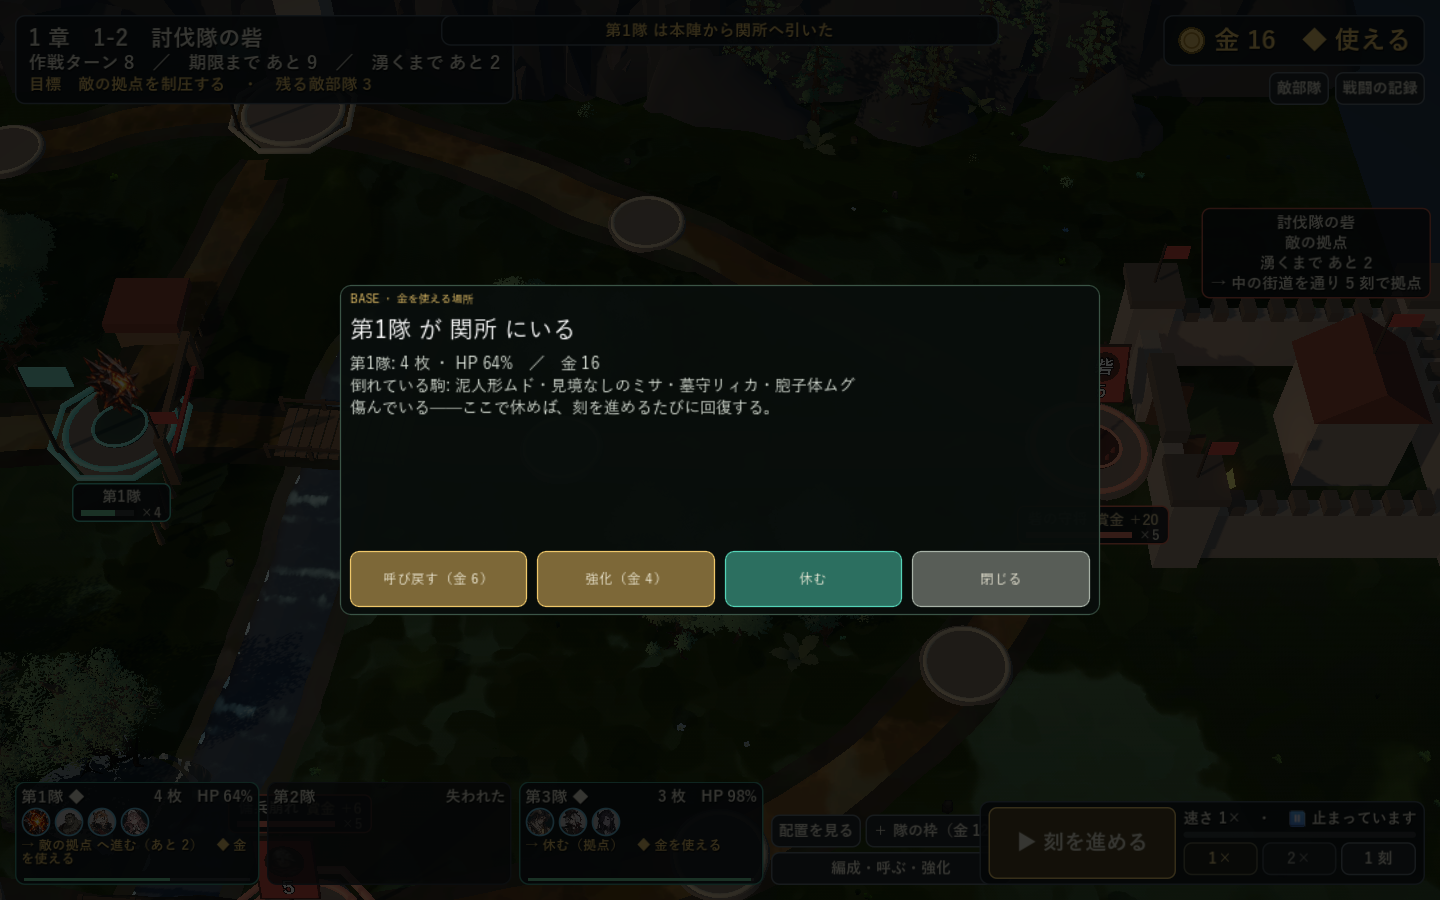 1 章　1-2　討伐隊の砦
作戦ターン 8　／　期限まで あと 9　／　湧くまで あと 2
目標　敵の拠点を制圧する　・　残る敵部隊 3
第1隊 は本陣から関所へ引いた
金 16　◆ 使える
敵部隊
戦闘の記録
討伐隊の砦
敵の拠点
湧くまで あと 2
→ 中の街道を通り 5 刻で拠点
BASE ・ 金を使える場所
第1隊 が 関所 にいる
第1隊: 4 枚 ・ HP 64%　／　金 16
倒れている駒: 泥人形ムド・見境なしのミサ・墓守リィカ・胞子体ムグ
傷んでいる――ここで休めば、刻を進めるたびに回復する。
呼び戻す（金 6）
強化（金 4）
休む
閉じる
第1隊
×4
賞金 +20
×5
第1隊 ◆　4 枚　HP 64%
→ 敵の拠点 へ進む（あと 2）　◆ 金を使える
第2隊　失われた
5
第3隊 ◆　3 枚　HP 98%
→ 休む（拠点）　◆ 金を使える
配置を見る
＋ 隊の枠（金 1
編成・呼ぶ・強化
▶ 刻を進める
速さ 1×　・　⏸ 止まっています
1×
2×
1 刻